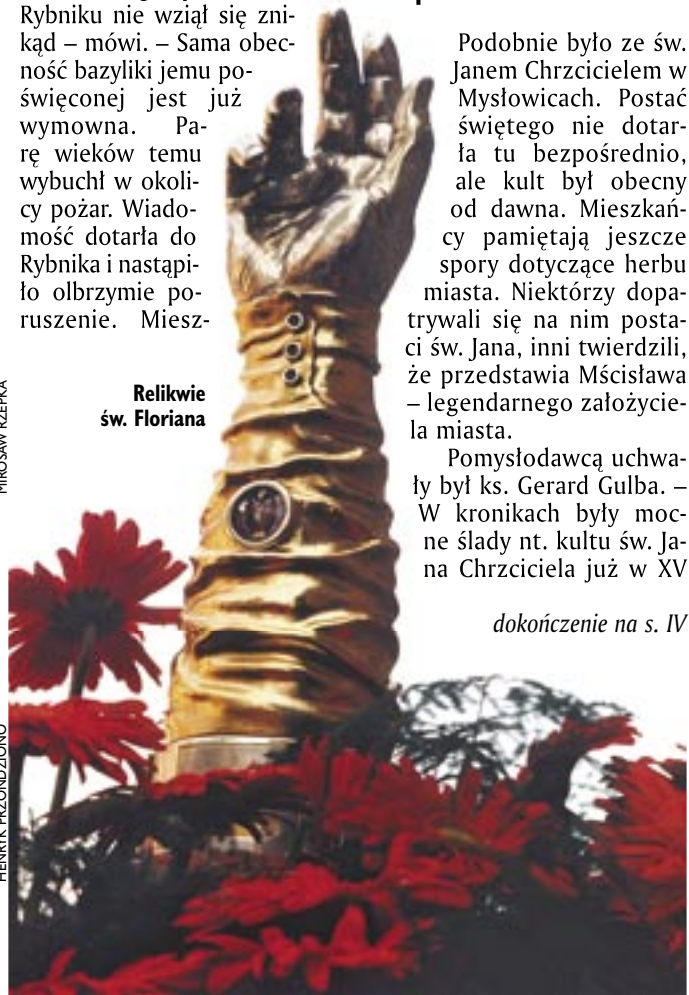 Rybniku nie wziął się zni-
kąd – mówi. – Sama obec-
ność bazyliki jemu po-
święconej jest już
wymowna. Pa-
rę wieków temu
wybuchł w okoli-
cy pożar. Wiado-
mość dotarła do
Rybnika i nastąpi-
ło olbrzymie po-
ruszenie. Miesz-
Relikwie
św. Floriana
Podobnie było ze św.
Janem Chrzcicielem w
Mysłowicach. Postać
świętego nie dotar-
ła tu bezpośrednio,
ale kult był obecny
od dawna. Mieszkań-
cy pamiętają jeszcze
spory dotyczące herbu
miasta. Niektórzy dopa-
trywali się na nim posta-
ci św. Jana, inni twierdzili,
że przedstawia Mścisława
– legendarnego założycie-
la miasta.
Pomysłodawcą uchwa-
ły był ks. Gerard Gulba. –
W kronikach były moc-
ne ślady nt. kultu św. Ja-
na Chrzciciela już w XV
dokończenie na s. IV
HENRYK PRZONDZIONO